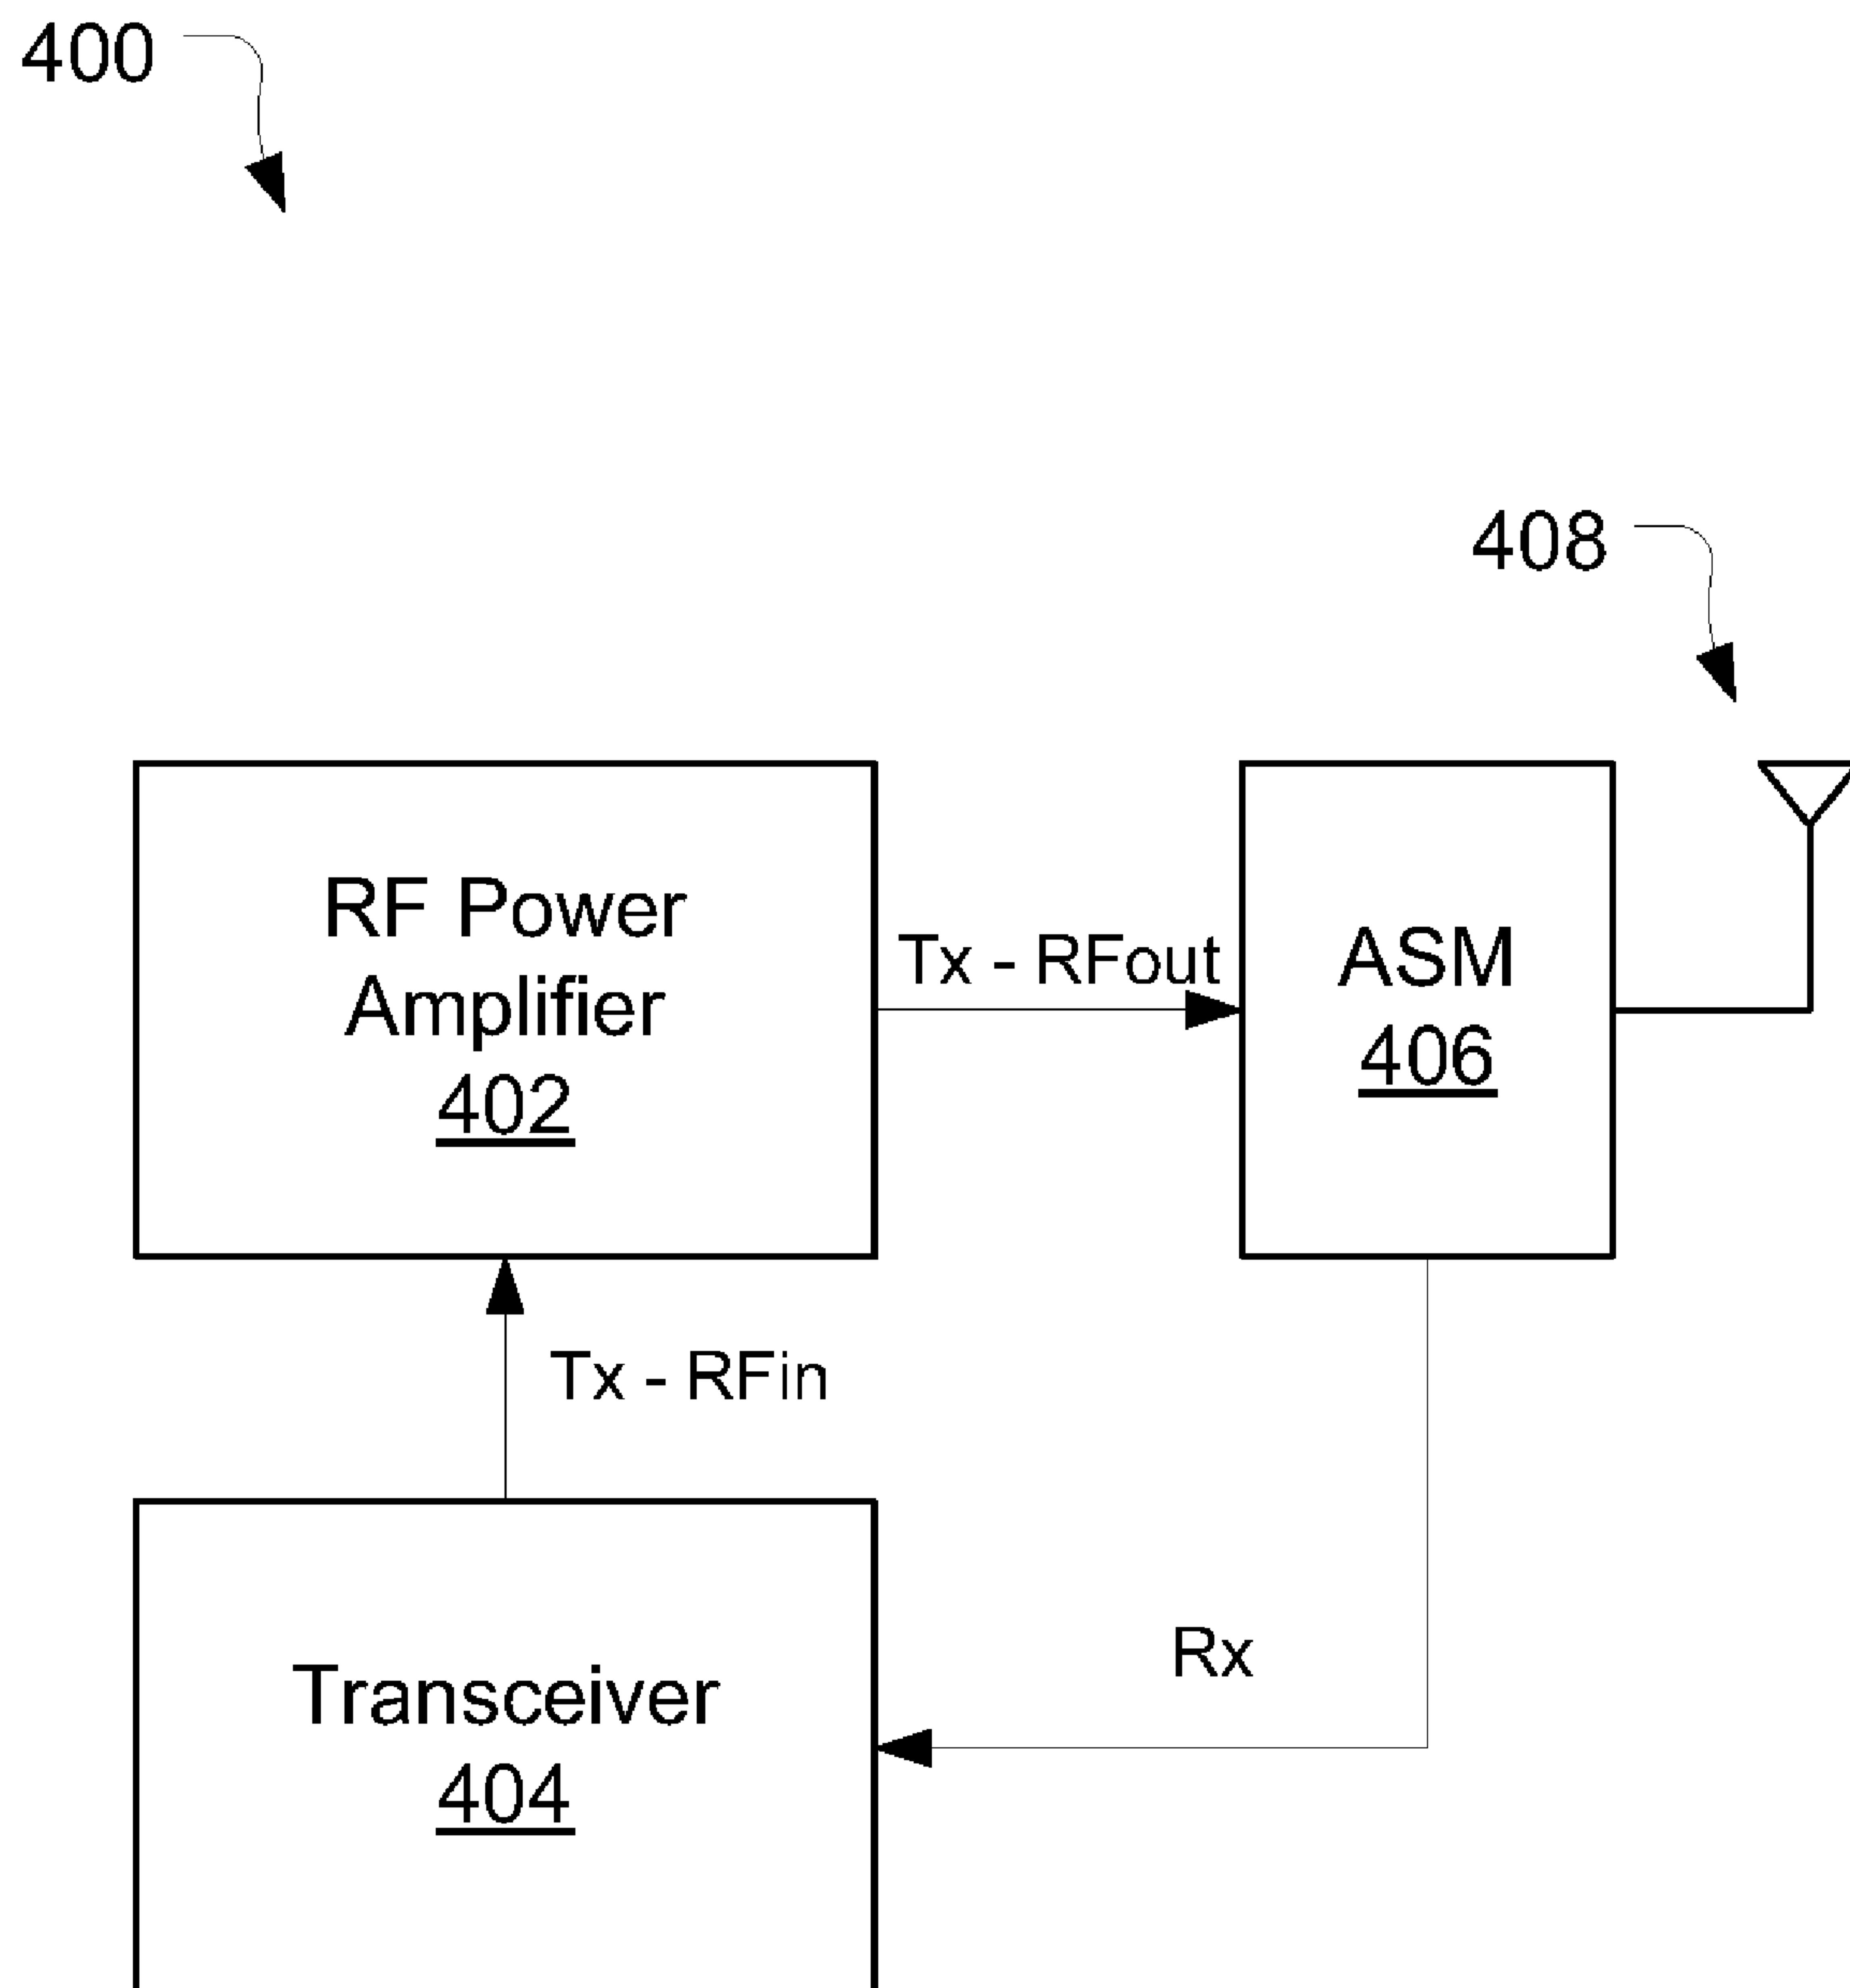 400
408
RF Power
Amplifier
402
Tx - RFout
ASM
406
Tx - RFin
Rx
Transceiver
404